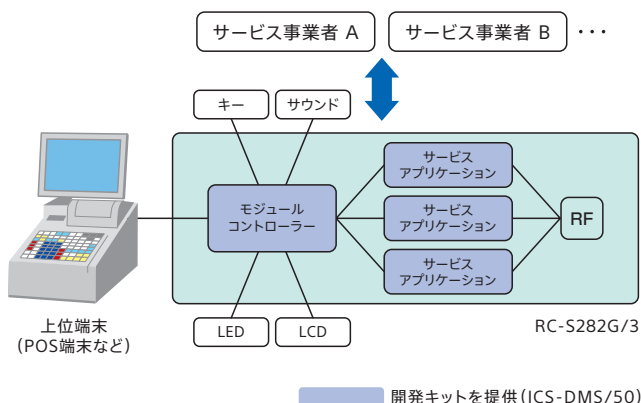 サービス事業者 A
サービス事業者 B ・・・
キー
サウンド
サービス
アプリケーション
モジュール
コントローラー
サービス
アプリケーション
RF
サービス
アプリケーション
LED
LCD
RC-S282G/3
上位端末
(POS端末など)
開発キットを提供(ICS-DMS/50)